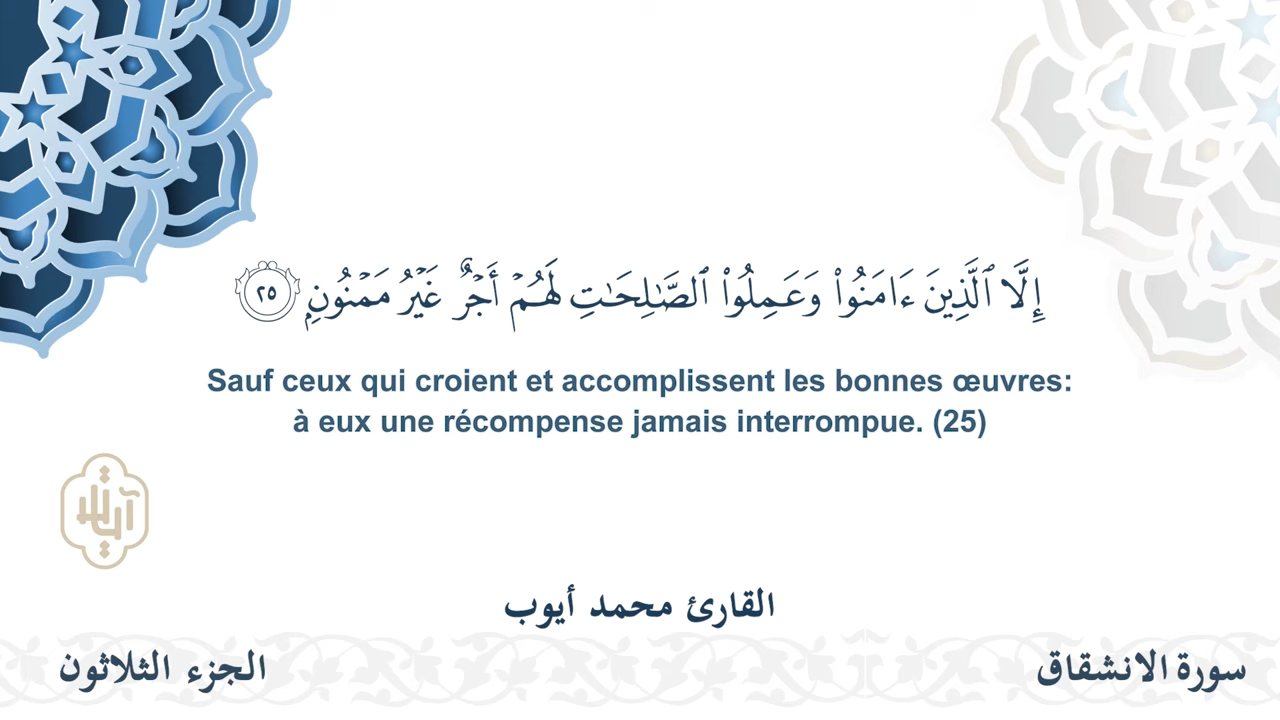 إِلَّا ٱلَّذِينَ ءَامَنُوا۟ وَعَمِلُوا۟ ٱلصَّـٰلِحَـٰتِ لَهُمْ أَجْرٌ غَيْرُ مَمْنُونٍۭ ٢٥
Sauf ceux qui croient et accomplissent les bonnes œuvres:
à eux une récompense jamais interrompue. (25)
آيات
القارئ محمد أيوب
سورة الانشقاق
الجزء الثلاثون